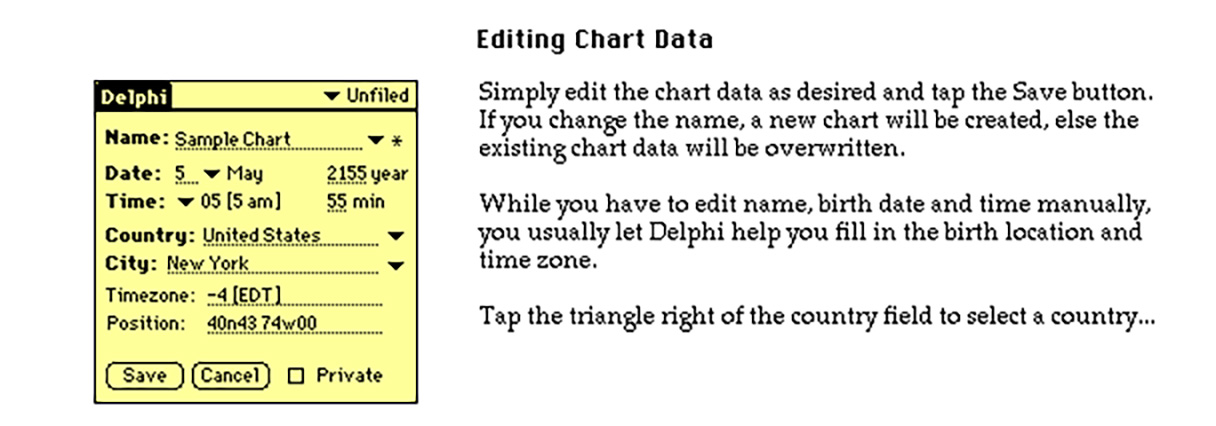 Editing Chart Data
Delphi Unfiled
Name: Sample Chart *
Date: 5 May 2155 year
Time: 05 [5 am] 55 min
Country: United States
City: New York
Timezone: -4 [EDT]
Position: 40n43 74w00
Save Cancel Private
Simply edit the chart data as desired and tap the Save button.
If you change the name, a new chart will be created, else the
existing chart data will be overwritten.
While you have to edit name, birth date and time manually,
you usually let Delphi help you fill in the birth location and
time zone.
Tap the triangle right of the country field to select a country...